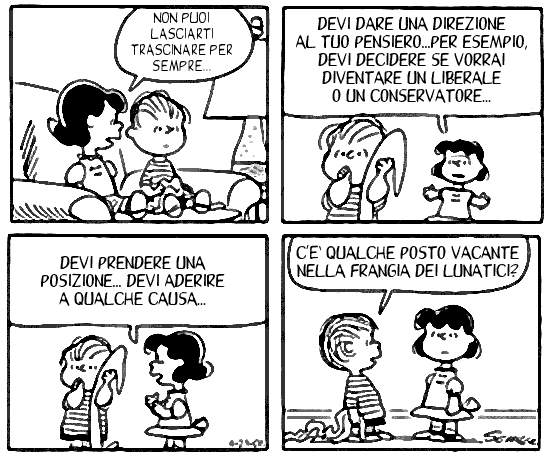 NON PUOI
LASCIARTI
TRASCINARE PER
SEMPRE...
DEVI DARE UNA DIREZIONE
AL TUO PENSIERO...PER ESEMPIO,
DEVI DECIDERE SE VORRAI
DIVENTARE UN LIBERALE
O UN CONSERVATORE...
DEVI PRENDERE UNA
POSIZIONE... DEVI ADERIRE
A QUALCHE CAUSA...
C'E' QUALCHE POSTO VACANTE
NELLA FRANGIA DEI LUNATICI?